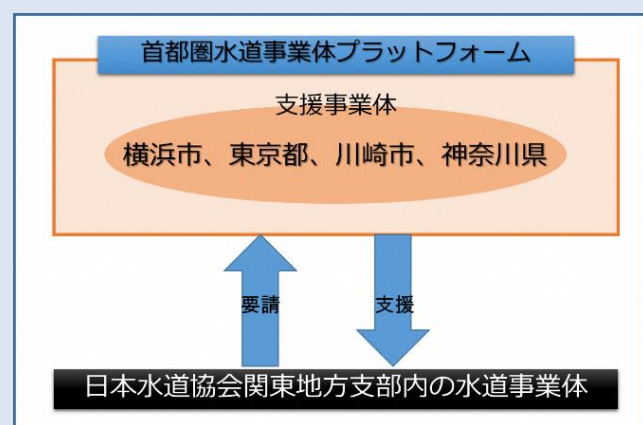 首都圏水道事業体プラットフォーム
支援事業体
横浜市、東京都、川崎市、神奈川県
要請
支援
日本水道協会関東地方支部内の水道事業体